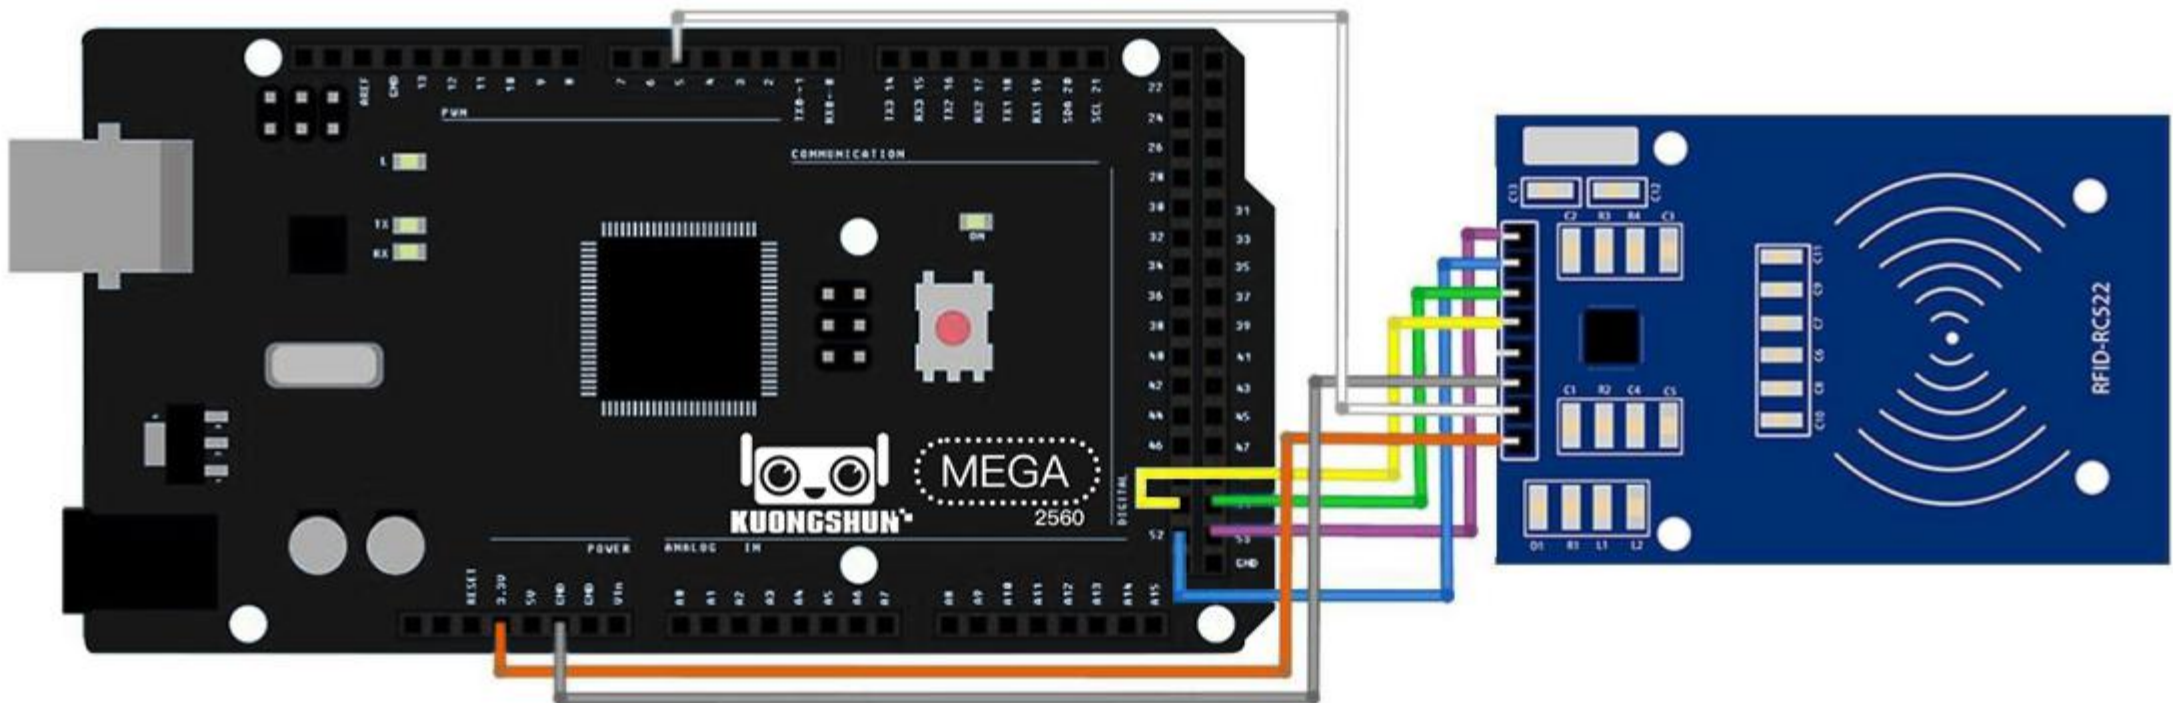 AREF
GND
13
12
11
10
9
8
7
6
5
4
3
2
TX0→1
RX0←0
TX3 14
RX3 15
TX2 16
RX2 17
TX1 18
RX1 19
SDA 20
SCL 21
PWM
COMMUNICATION
L
TX
RX
ON
22
24
26
28
30
31
32
33
34
35
36
37
38
39
40
41
42
43
44
45
46
47
52
53
GND
DIGITAL
MEGA
2560
KUONGSHUN
POWER
ANALOG IN
RESET
3.3V
5V
GND
GND
Vin
A0
A1
A2
A3
A4
A5
A6
A7
A8
A9
A10
A11
A12
A13
A14
A15
C13
C12
C2
R3
R4
C3
C11
C9
C7
C6
C8
C10
C1
R2
C4
C5
D1
R1
L1
L2
RFID-RC522